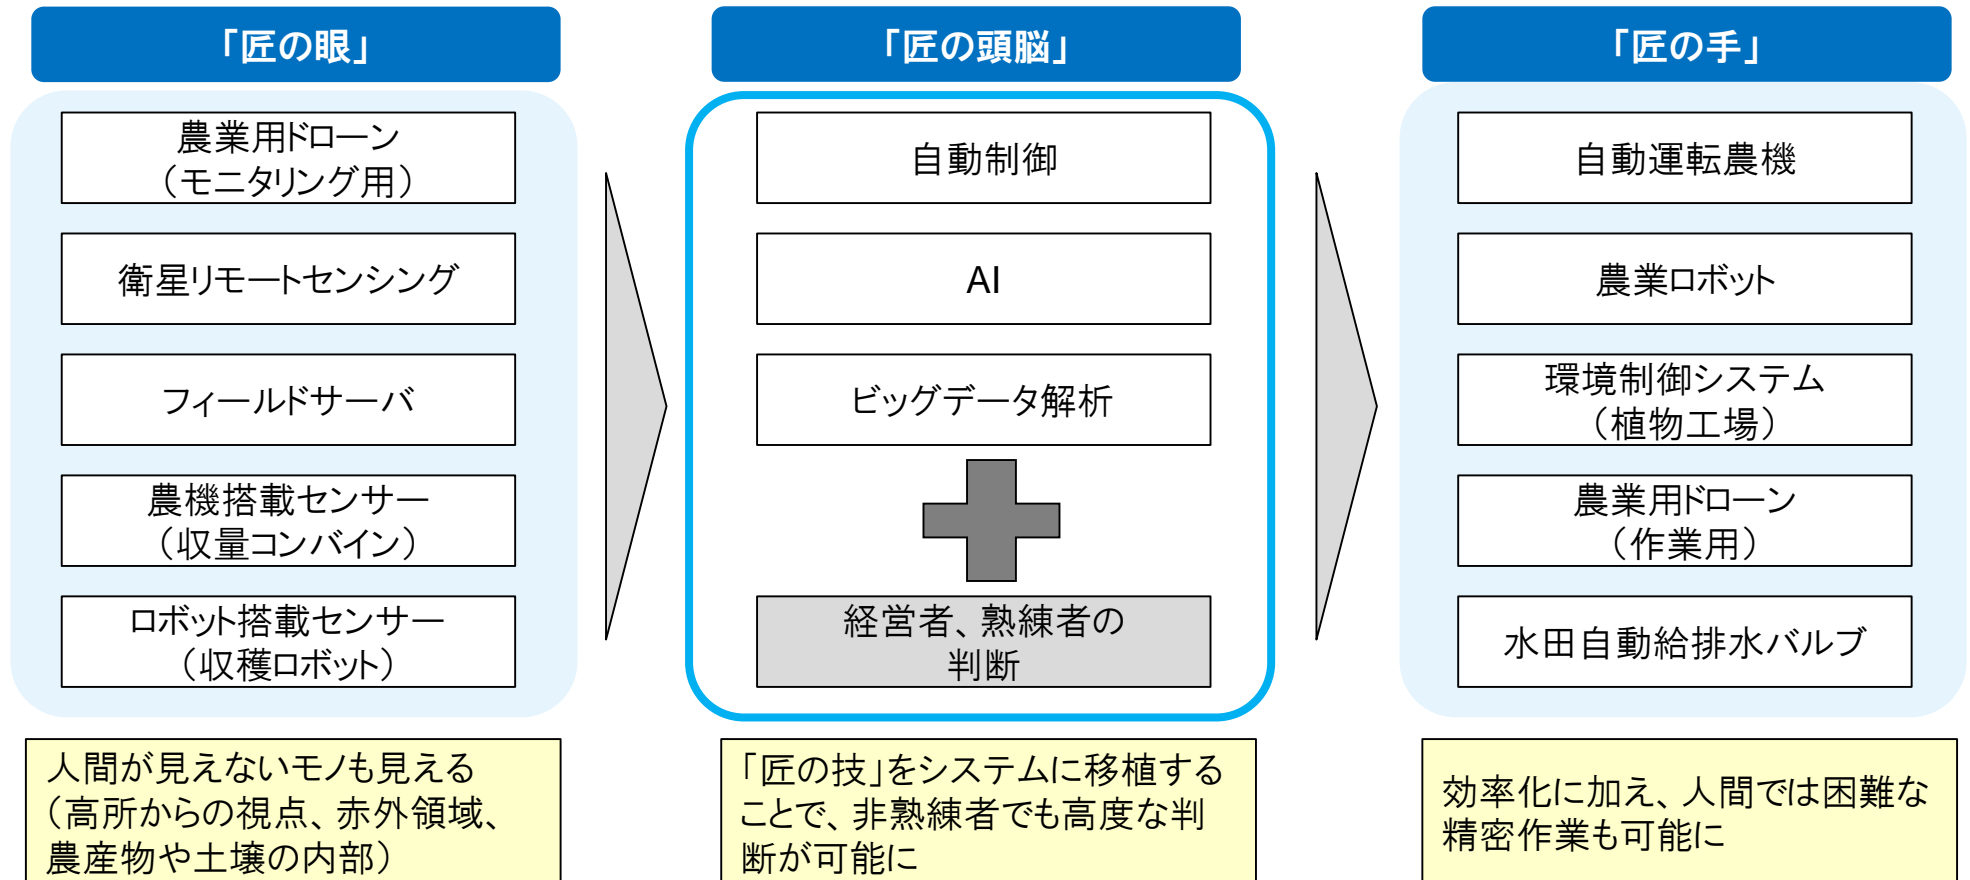 「匠の眼」
農業用ドローン
（モニタリング用）
衛星リモートセンシング
フィールドサーバ
農機搭載センサー
（収量コンバイン）
ロボット搭載センサー
（収穫ロボット）
人間が見えないモノも見える
（高所からの視点、赤外領域、
農産物や土壌の内部）
「匠の頭脳」
自動制御
AI
ビッグデータ解析
経営者、熟練者の
判断
「匠の技」をシステムに移植する
ことで、非熟練者でも高度な判
断が可能に
「匠の手」
自動運転農機
農業ロボット
環境制御システム
（植物工場）
農業用ドローン
（作業用）
水田自動給排水バルブ
効率化に加え、人間では困難な
精密作業も可能に